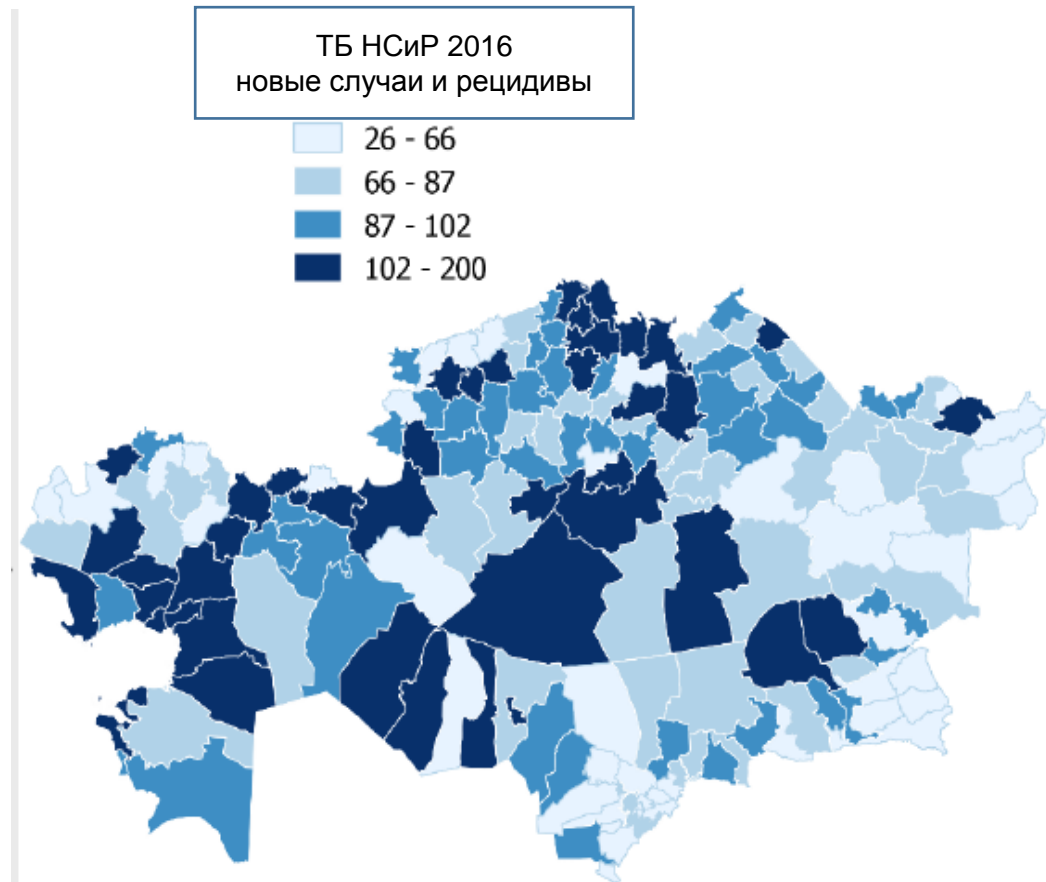 ТБ НСиР 2016
новые случаи и рецидивы
26 - 66
66 - 87
87 - 102
102 - 200